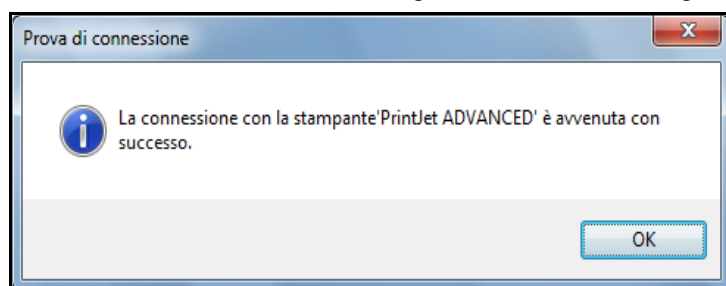 Prova di connessione
La connessione con la stampante'PrintJet ADVANCED' è avvenuta con
successo.
OK